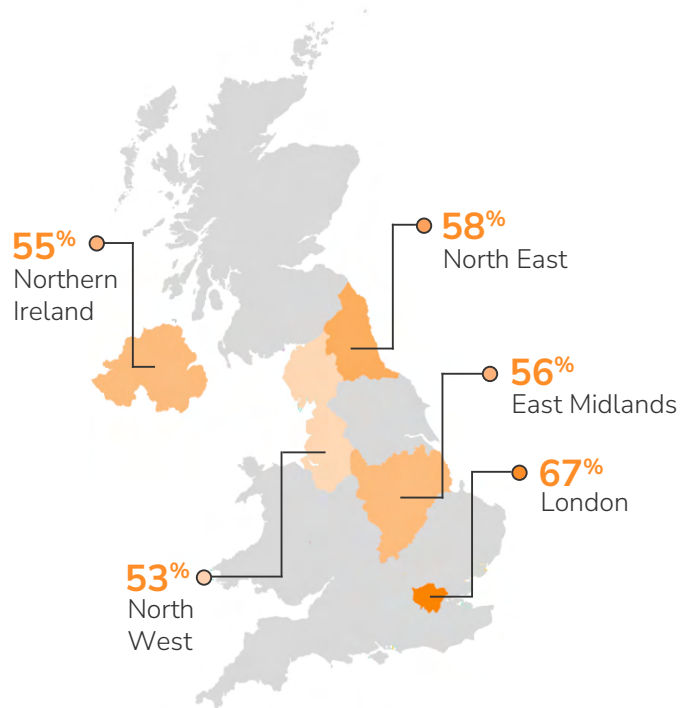 58%
North East
55%
Northern
Ireland
56%
East Midlands
67%
London
53%
North
West